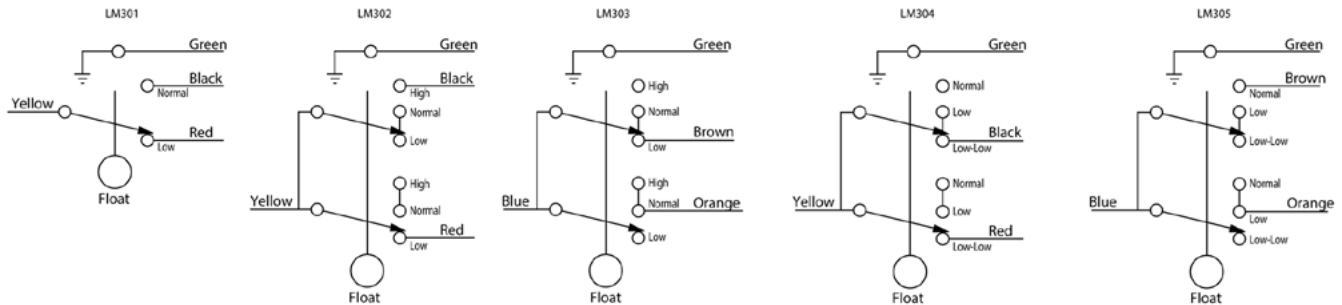 LM301
Green
Black
Normal
Yellow
Red
Low
Float
LM302
Green
Black
High
Normal
Low
High
Yellow
Normal
Red
Low
Float
LM303
Green
High
Normal
Brown
Low
High
Blue
Normal
Orange
Low
Float
LM304
Green
Normal
Low
Black
Low-Low
Normal
Yellow
Low
Red
Low-Low
Float
LM305
Green
Brown
Normal
Low
Low-Low
Normal
Blue
Orange
Low
Low-Low
Float